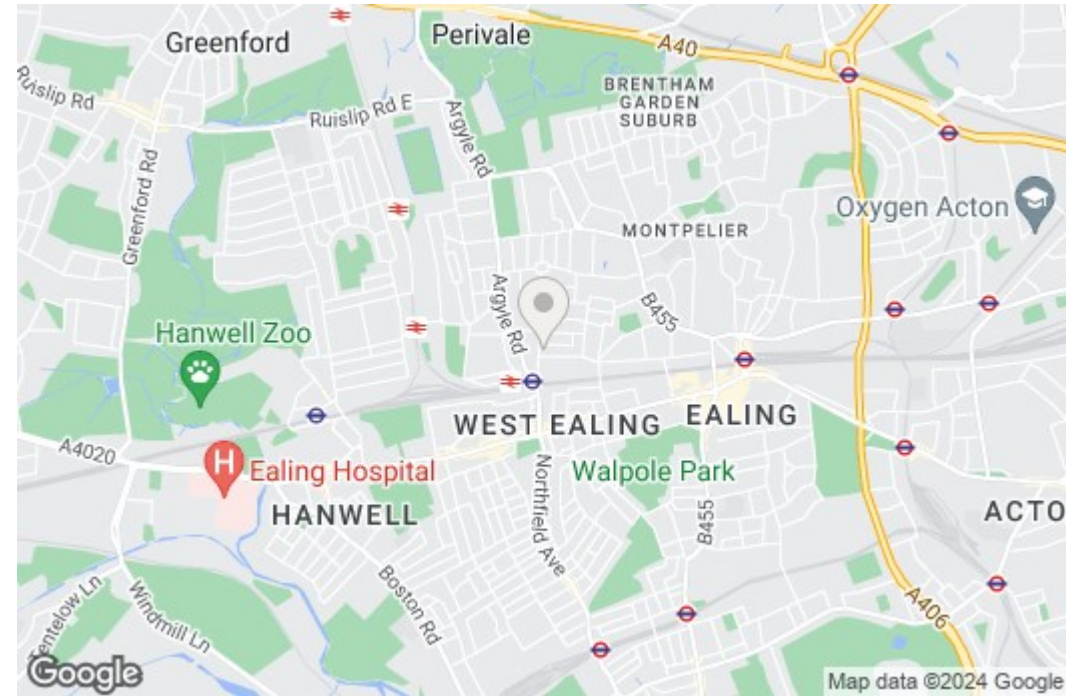 Greenford
Perivale
A40
Ruislip Rd
BRENTHAM
GARDEN
SUBURB
Ruislip Rd E
Argyle Rd
Greenford Rd
Oxygen Acton
MONTPELIER
Argyle Rd
B455
Hanwell Zoo
WEST EALING
EALING
A4020
H
Ealing Hospital
Walpole Park
HANWELL
Northfield Ave
B455
ACTO
Boston Rd
A406
Tentelow Ln
Windmill Ln
Google
Map data ©2024 Google